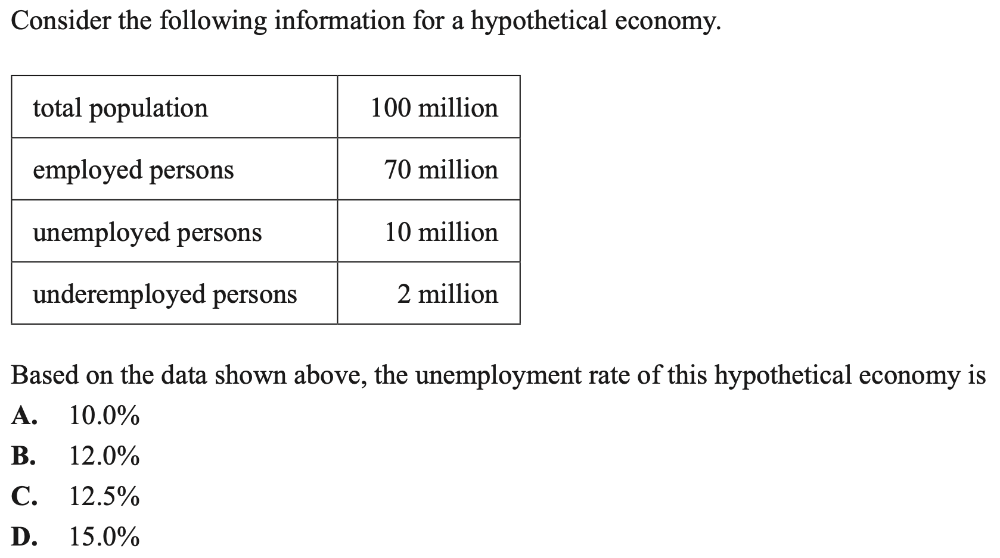 Consider the following information for a hypothetical economy.
total population 100 million
employed persons 70 million
unemployed persons 10 million
underemployed persons 2 million
Based on the data shown above, the unemployment rate of this hypothetical economy is
A. 10.0%
B. 12.0%
C. 12.5%
D. 15.0%